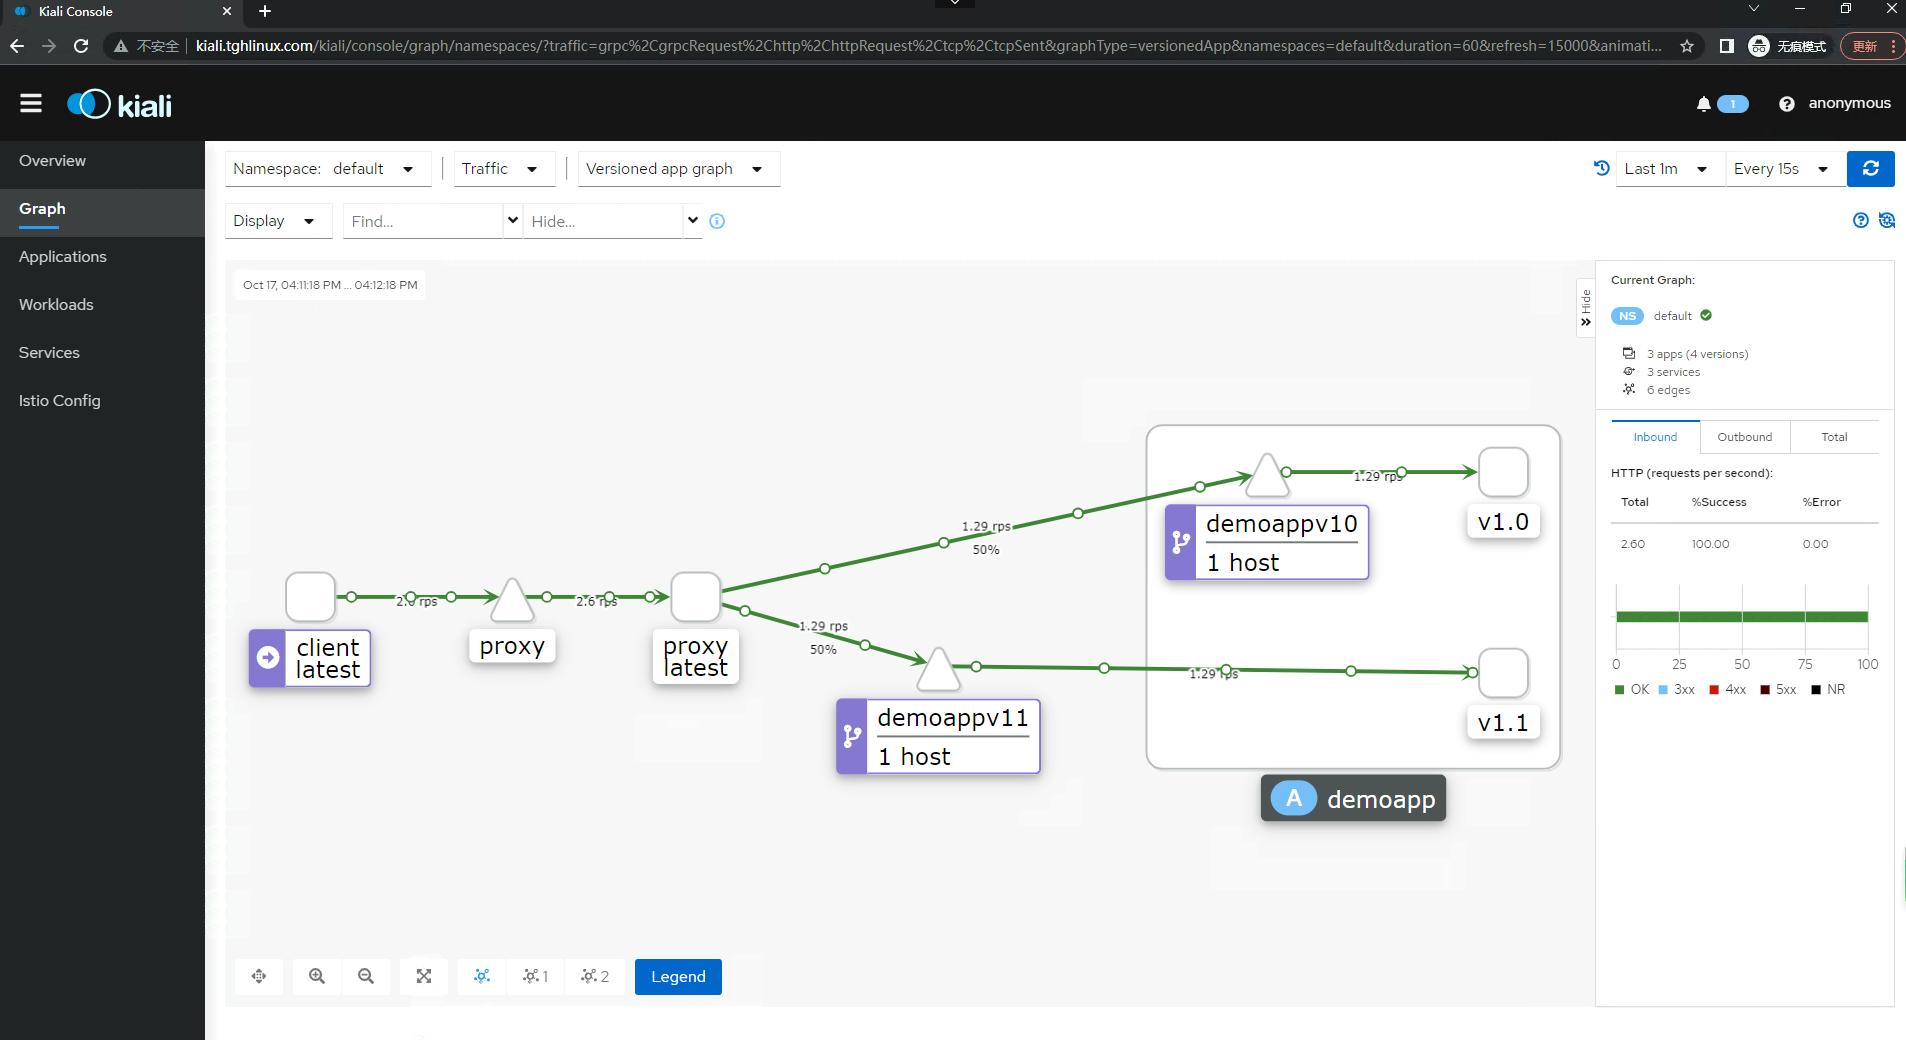 Kiali Console
不安全
kiali.tghlinux.com/kiali/console/graph/namespaces/?traffic=grpc%2CgrpcRequest%2Chttp%2ChttpRequest%2Ctcp%2CtcpSent&graphType=versionedApp&namespaces=default&duration=60&refresh=15000&animati...
无痕模式
更新
kiali
1
anonymous
Overview
Graph
Applications
Workloads
Services
Istio Config
Namespace: default
Traffic
Versioned app graph
Last 1m
Every 15s
Display
Find...
Hide...
Oct 17, 04:11:18 PM ... 04:12:18 PM
Hide
client
latest
2.6 rps
proxy
2.6 rps
proxy
latest
1.29 rps
50%
1.29 rps
50%
demoappv10
1 host
1.29 rps
v1.0
demoappv11
1 host
1.29 rps
v1.1
A demoapp
1
2
Legend
Current Graph:
NS default
3 apps (4 versions)
3 services
6 edges
Inbound
Outbound
Total
HTTP (requests per second):
Total %Success %Error
2.60 100.00 0.00
0 25 50 75 100
OK 3xx 4xx 5xx NR